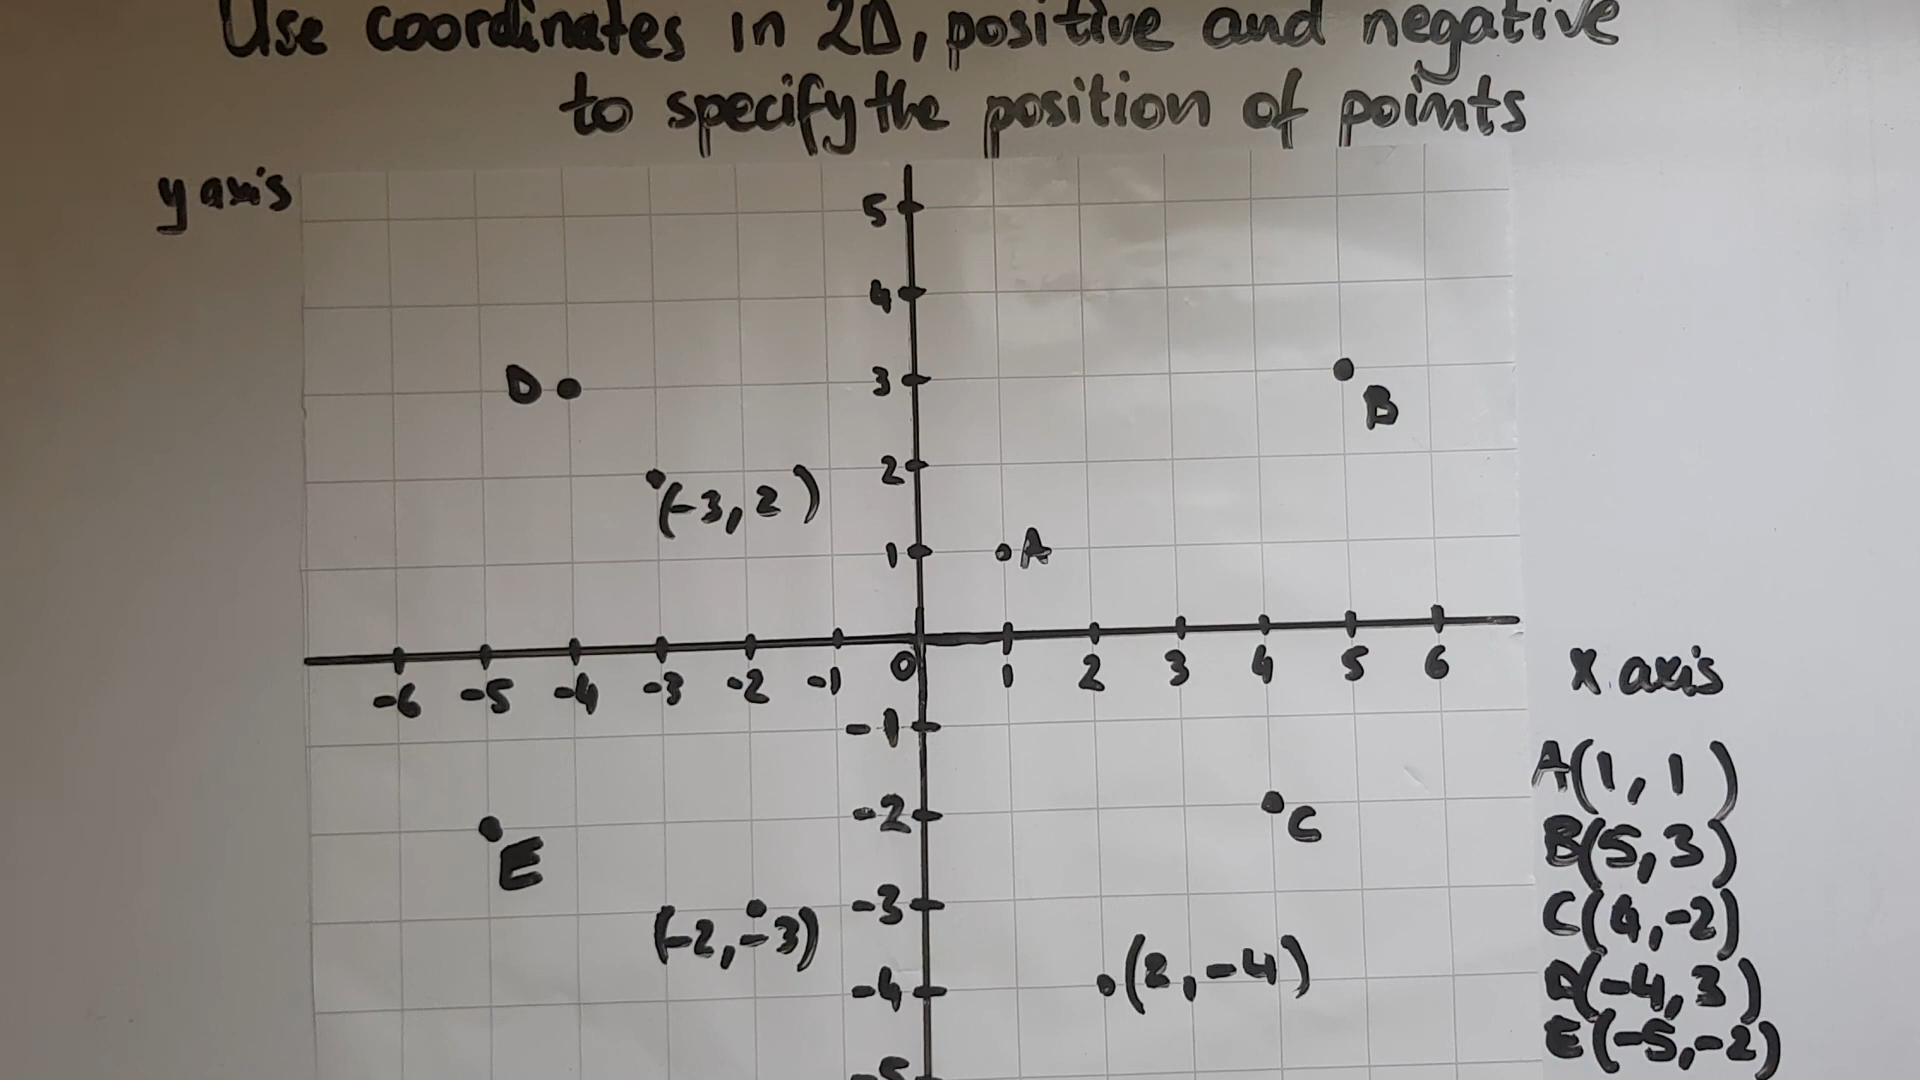 Use coordinates in 2D, positive and negative
to specify the position of points
y axis
5
4
D
3
B
(-3, 2)
2
1
A
-6 -5 -4 -3 -2 -1 0 1 2 3 4 5 6
x axis
-1
A(1, 1)
-2
C
E
B(5, 3)
-3
(-2, -3)
C(4, -2)
-4
(2, -4)
D(-4, 3)
E(-5, -2)
-5